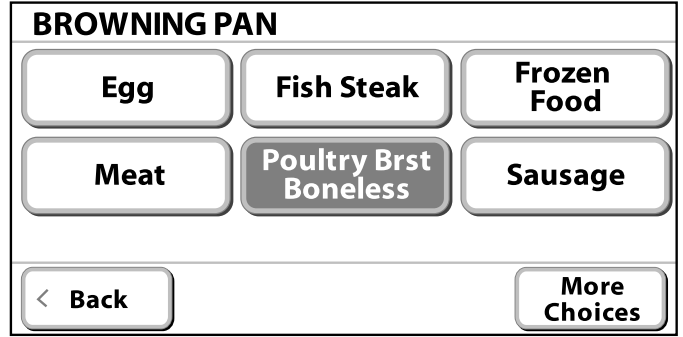 BROWNING PAN
Egg
Fish Steak
Frozen
Food
Meat
Poultry Brst
Boneless
Sausage
< Back
More
Choices